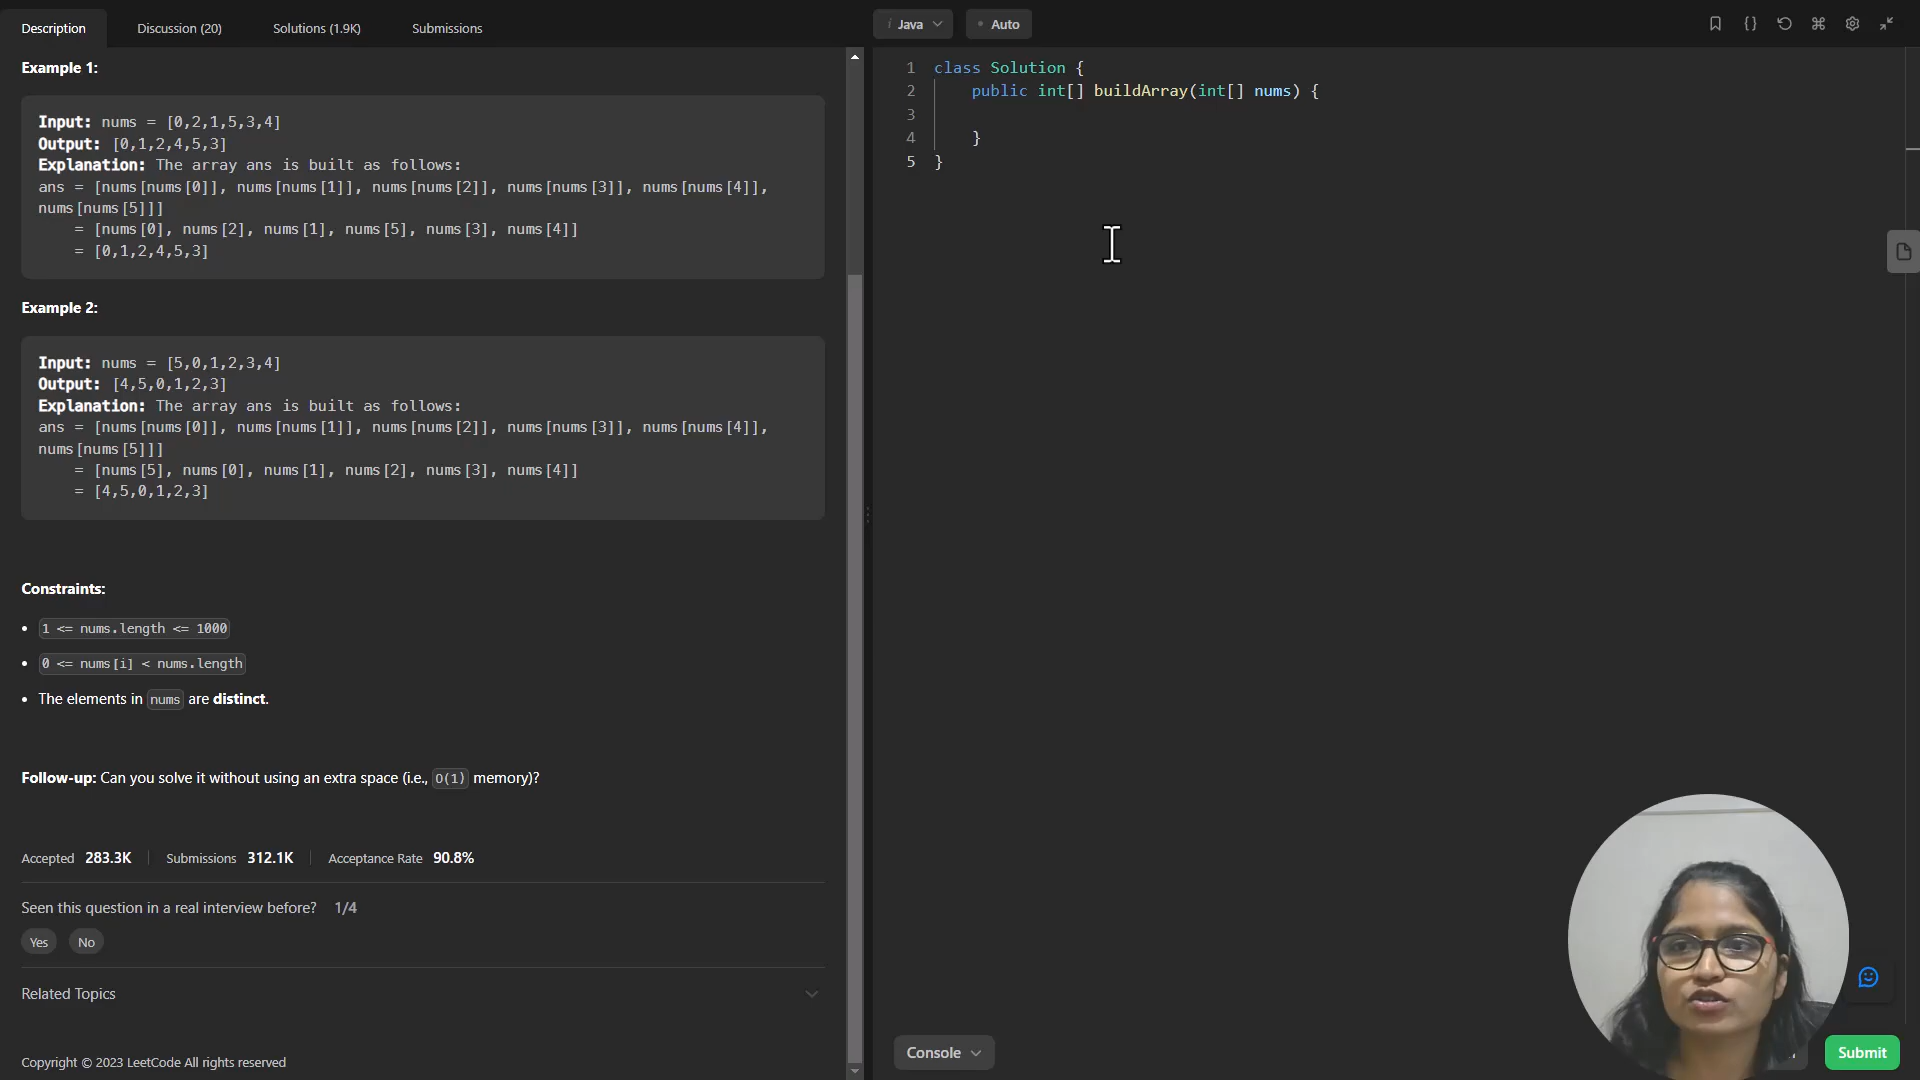 Description
Discussion (20)
Solutions (1.9K)
Submissions
Example 1:
Input: nums = [0,2,1,5,3,4]
Output: [0,1,2,4,5,3]
Explanation: The array ans is built as follows:
ans = [nums[nums[0]], nums[nums[1]], nums[nums[2]], nums[nums[3]], nums[nums[4]],
nums[nums[5]]]
= [nums[0], nums[2], nums[1], nums[5], nums[3], nums[4]]
= [0,1,2,4,5,3]
Example 2:
Input: nums = [5,0,1,2,3,4]
Output: [4,5,0,1,2,3]
Explanation: The array ans is built as follows:
ans = [nums[nums[0]], nums[nums[1]], nums[nums[2]], nums[nums[3]], nums[nums[4]],
nums[nums[5]]]
= [nums[5], nums[0], nums[1], nums[2], nums[3], nums[4]]
= [4,5,0,1,2,3]
Constraints:
• 1 <= nums.length <= 1000
• 0 <= nums[i] < nums.length
• The elements in nums are distinct.
Follow-up: Can you solve it without using an extra space (i.e., O(1) memory)?
Accepted 283.3K Submissions 312.1K Acceptance Rate 90.8%
Seen this question in a real interview before? 1/4
Yes No
Related Topics
Copyright © 2023 LeetCode All rights reserved
i Java
• Auto
1 class Solution {
2 public int[] buildArray(int[] nums) {
3
4 }
5 }
Console
Submit